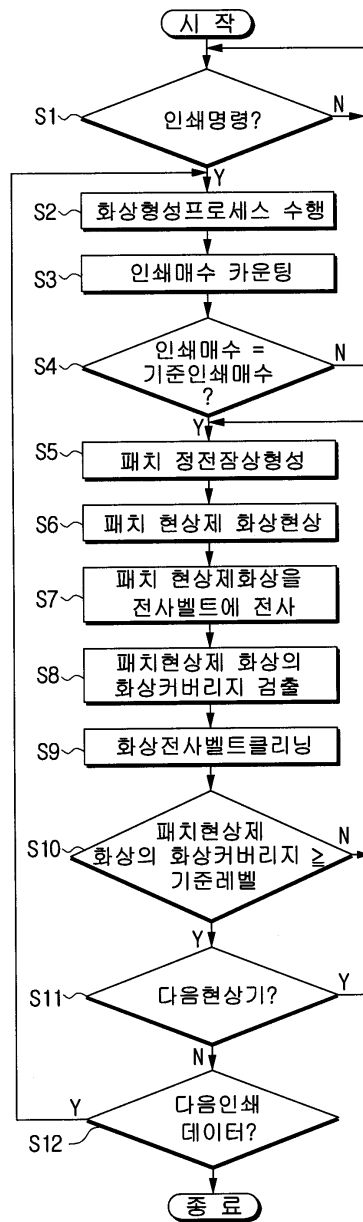 시 작
S1
인쇄명령?
N
Y
S2
화상형성프로세스 수행
S3
인쇄매수 카운팅
S4
인쇄매수 =
기준인쇄매수
?
N
Y
S5
패치 정전잠상형성
S6
패치 현상제 화상현상
S7
패치 현상제화상을
전사벨트에 전사
S8
패치현상제 화상의
화상커버리지 검출
S9
화상전사벨트클리닝
S10
패치현상제
화상의 화상커버리지 ≧
기준레벨
N
Y
S11
다음현상기?
Y
N
S12
다음인쇄
데이터?
Y
종 료